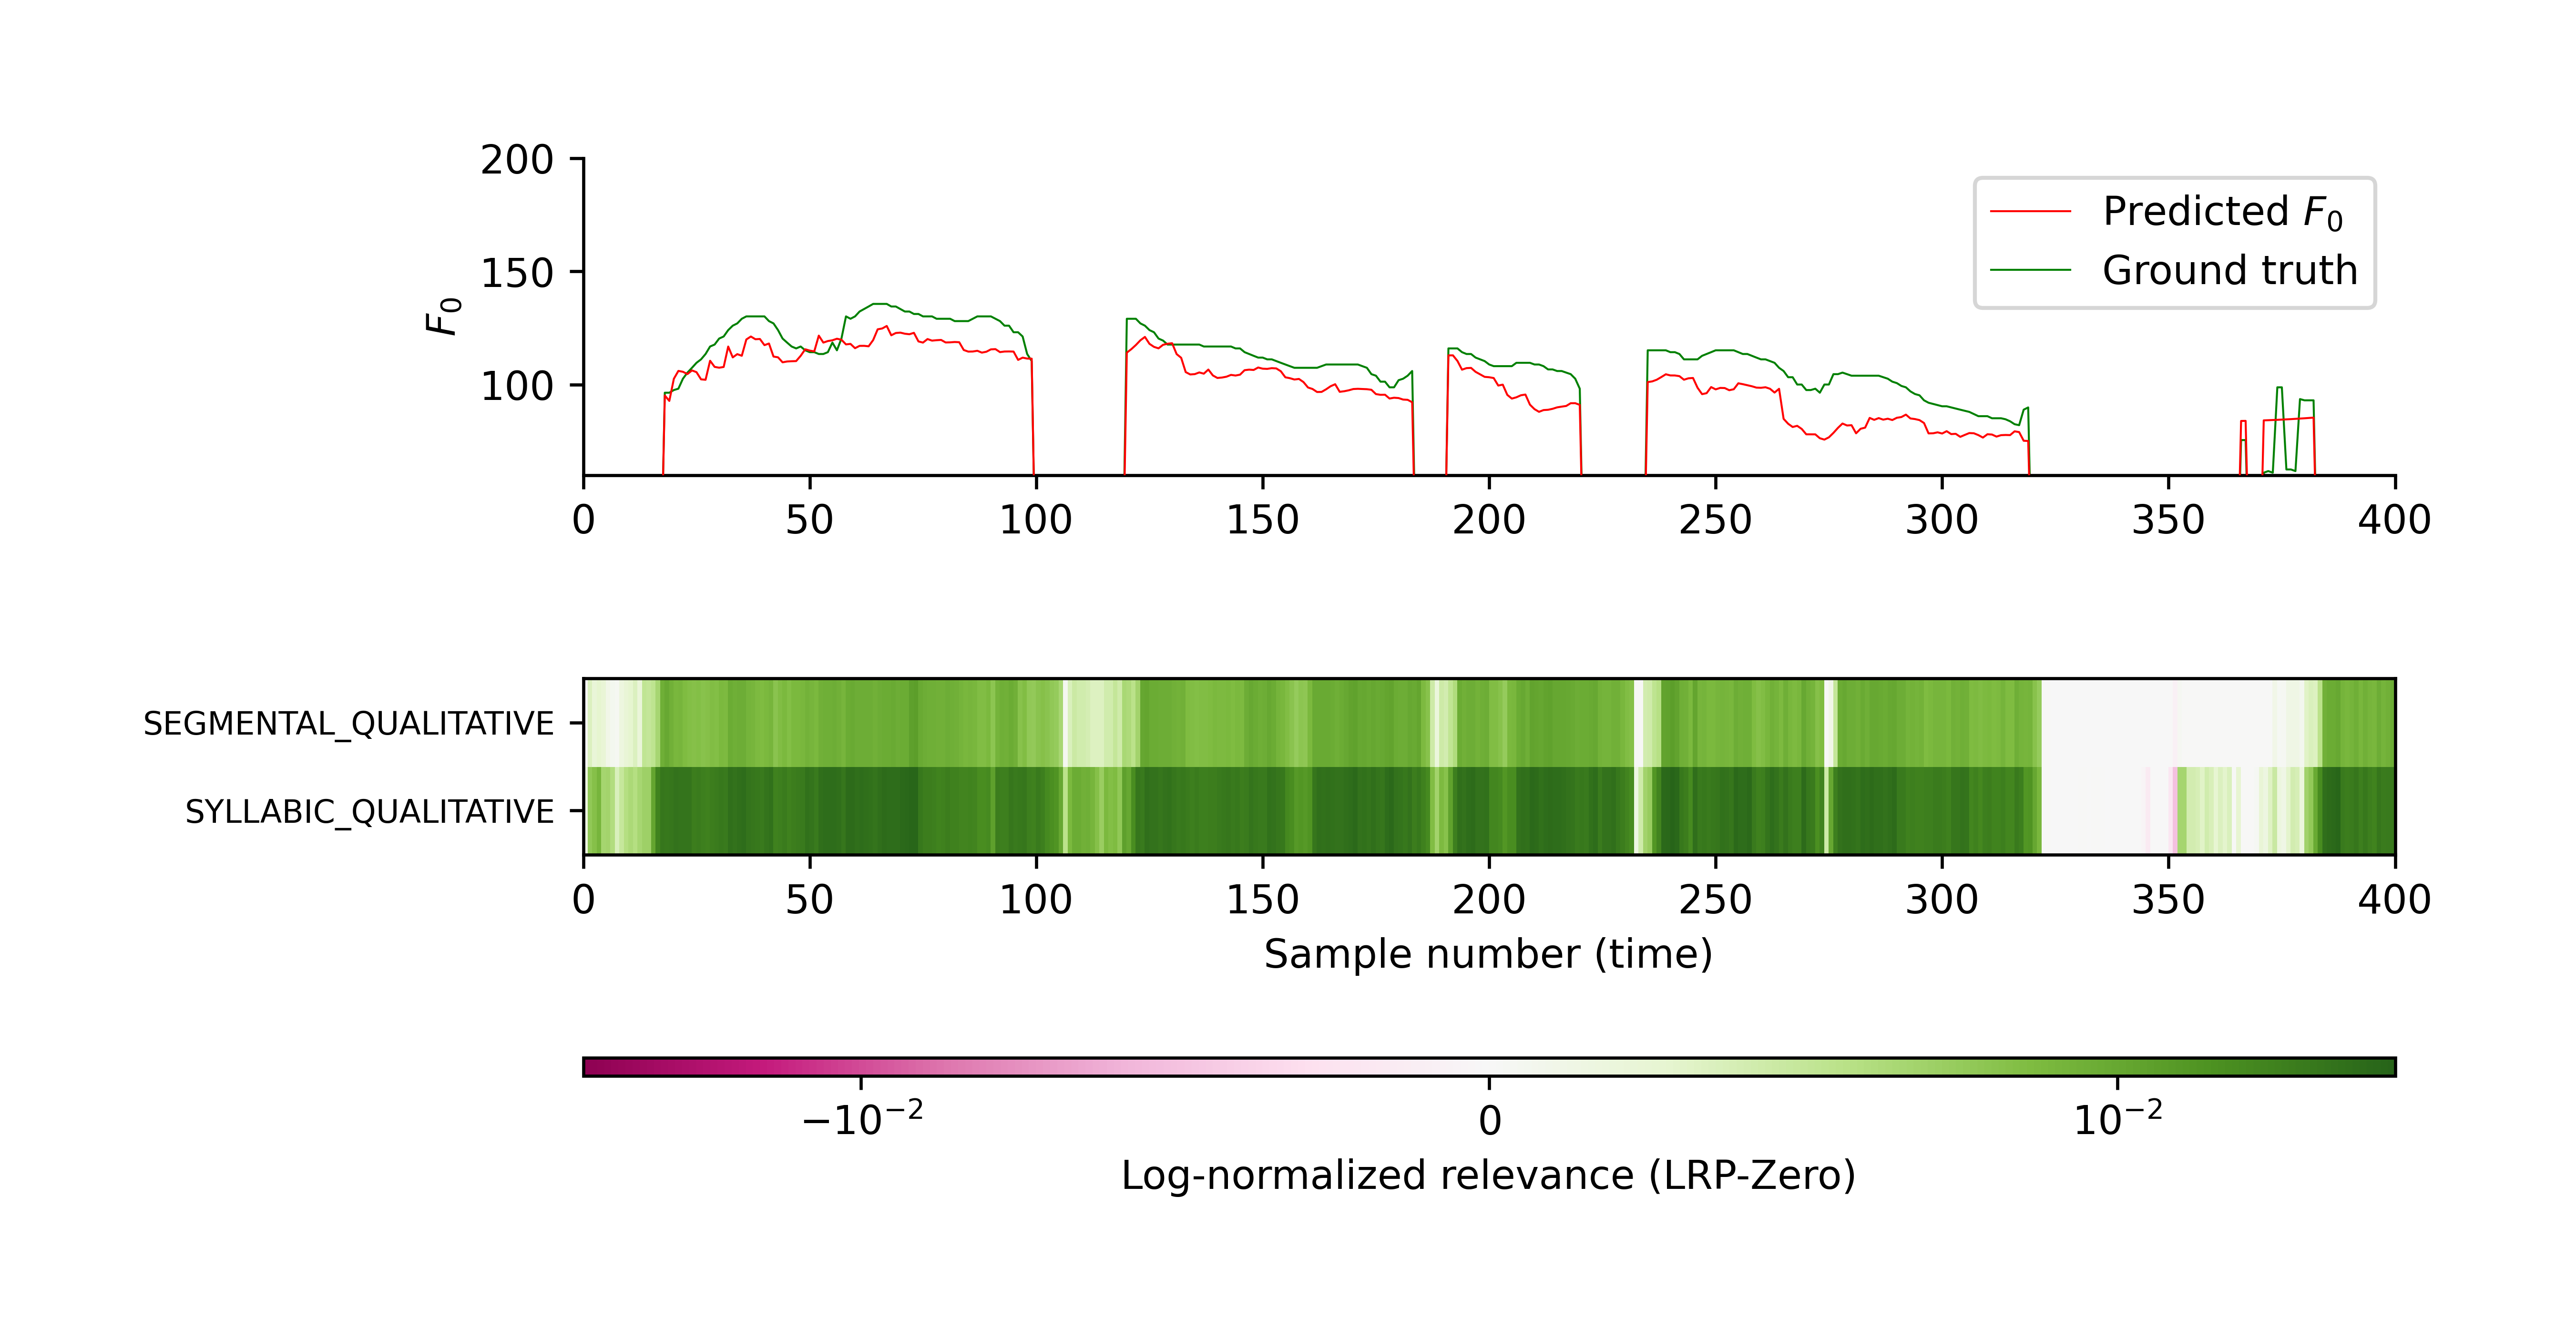 200
150
100
F₀
Predicted F₀
Ground truth
0 50 100 150 200 250 300 350 400
SEGMENTAL_QUALITATIVE
SYLLABIC_QUALITATIVE
0 50 100 150 200 250 300 350 400
Sample number (time)
−10⁻² 0 10⁻²
Log-normalized relevance (LRP-Zero)